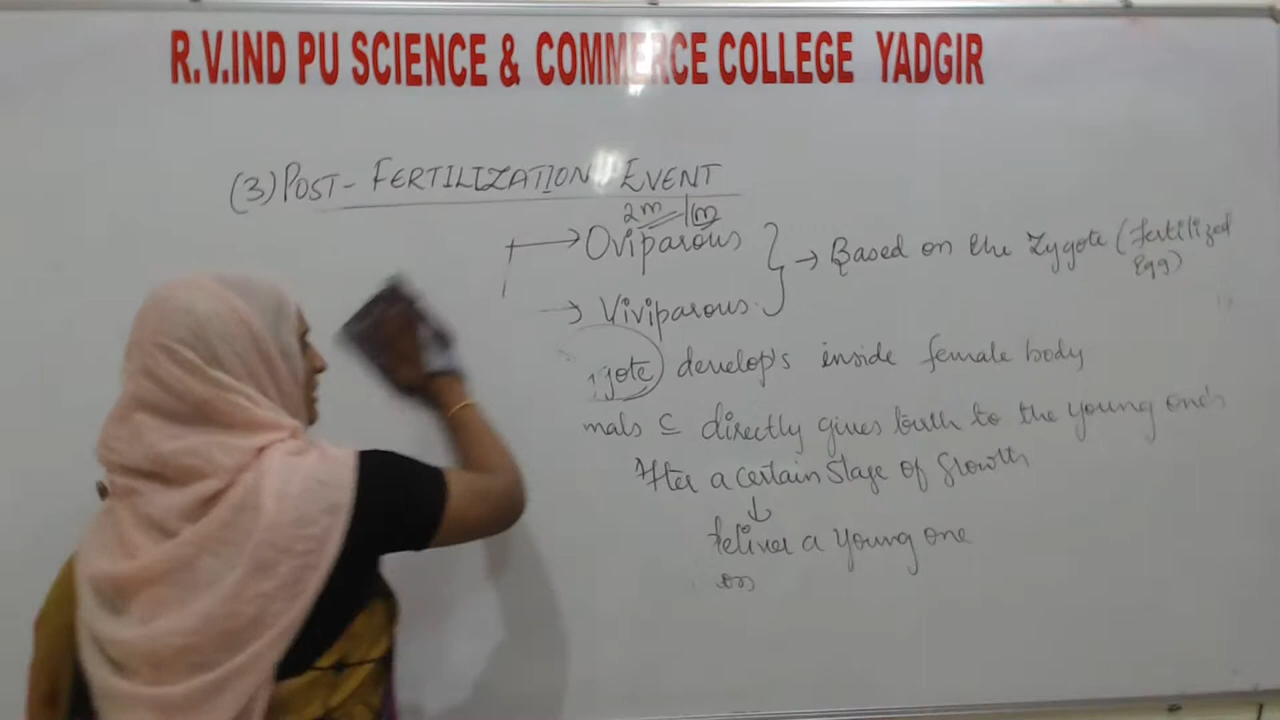 R.V.IND PU SCIENCE & COMMERCE COLLEGE YADGIR
(3) POST-FERTILIZATION EVENT
2m 1m
Oviparous
→ Based on the Zygote (fertilized Egg)
→ Viviparous
gote develop's inside female body
mals ⊆ directly gives birth to the young one's
After a certain stage of Growth
↓
deliver a young one